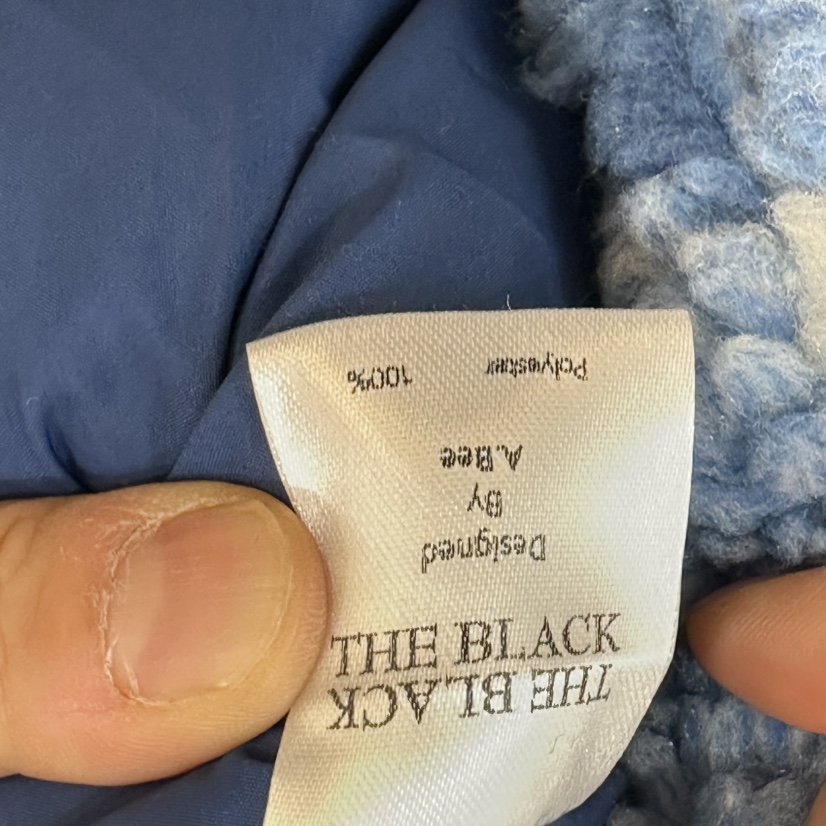 THE BLACK
THE BLACK
Designed
By
A.Bee
Polyester 100%